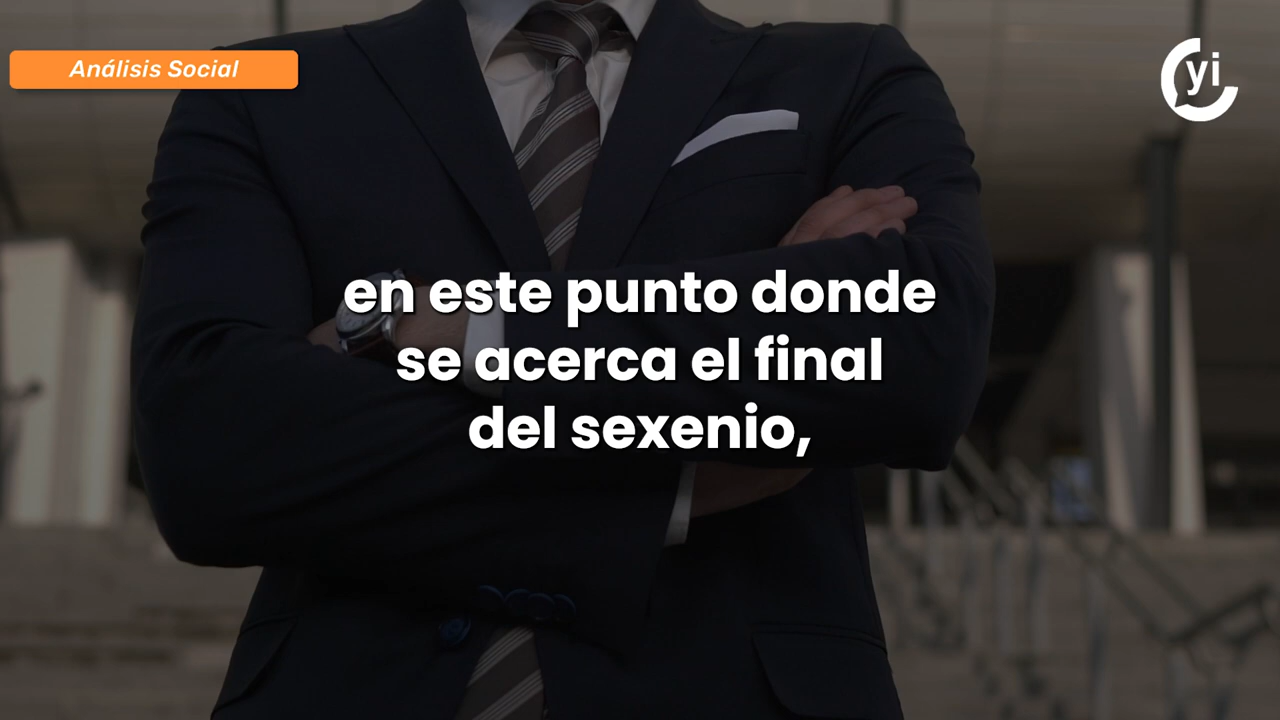 Análisis Social
yi
en este punto donde
se acerca el final
del sexenio,